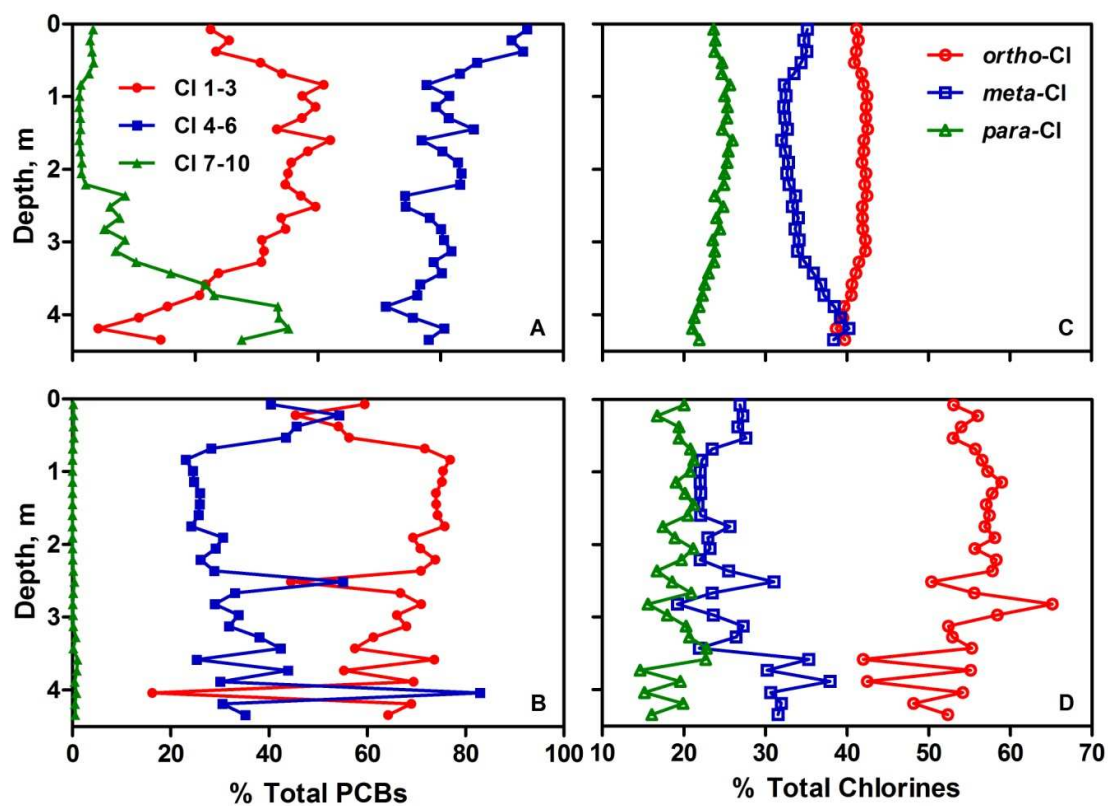 0
1
2
3
4
Depth, m
Cl 1-3
Cl 4-6
Cl 7-10
A
ortho-Cl
meta-Cl
para-Cl
C
0
1
2
3
4
Depth, m
B
D
0 20 40 60 80 100
10 20 30 40 50 60 70
% Total PCBs
% Total Chlorines